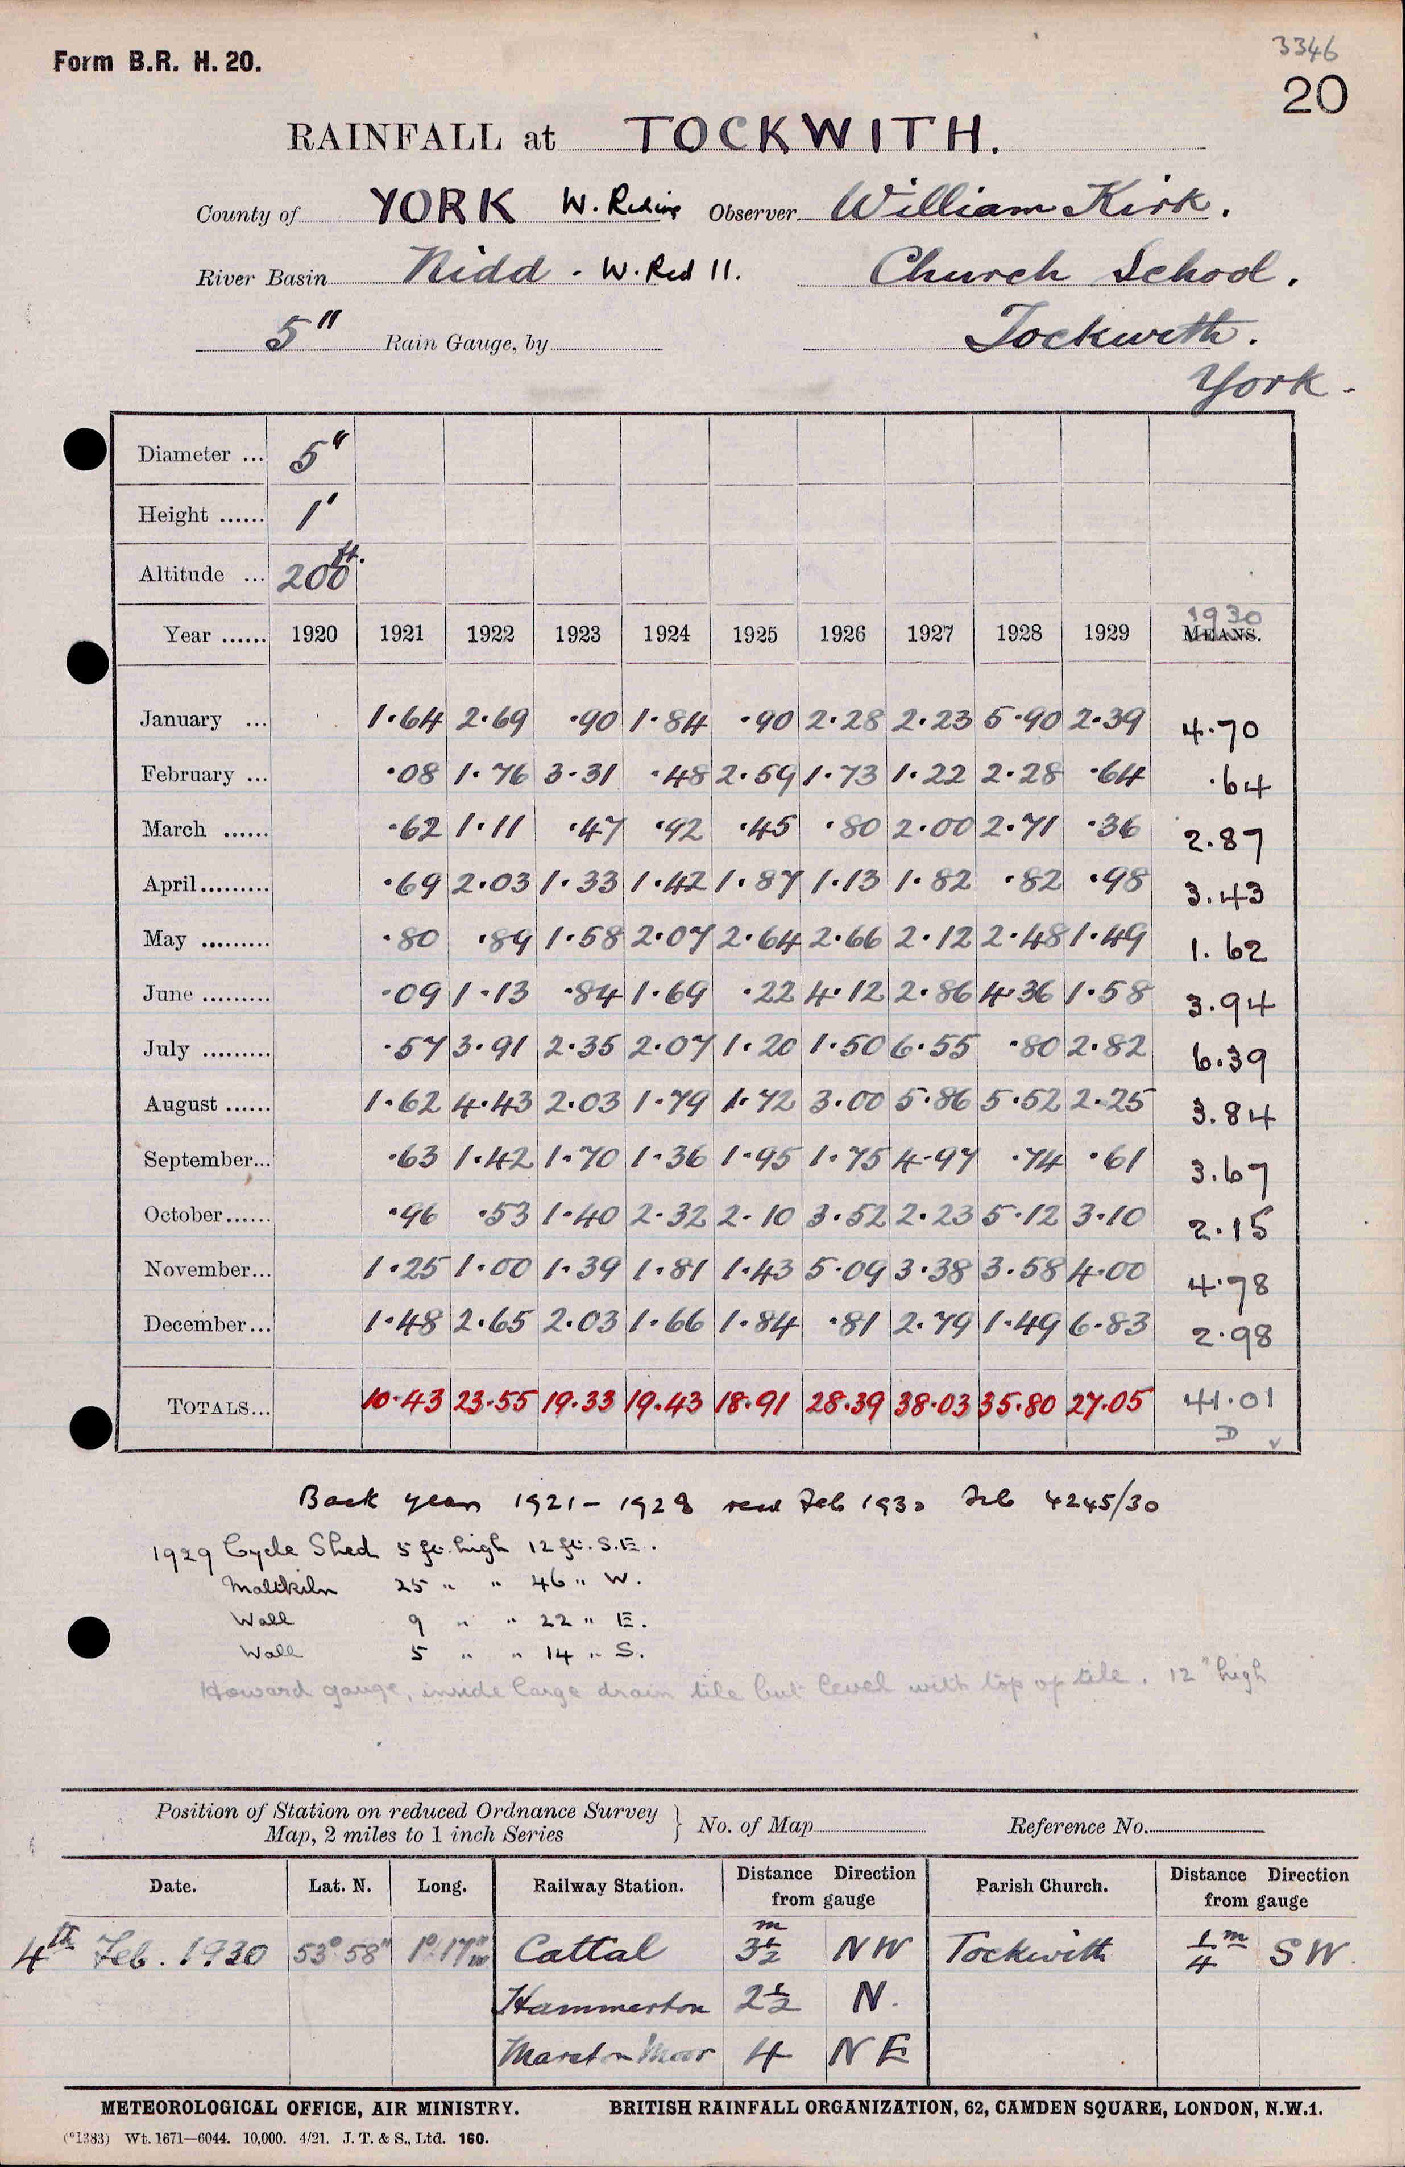 Form B.R. H. 20.
3346
20
RAINFALL at TOCKWITH.
County of YORK W. Riding Observer William Kirk.
River Basin Nidd - W. Rid 11. Church School.
5" Rain Gauge, by Tockwith.
York -
Diameter ... 5"
Height ...... 1'
Altitude ... 200 ft.
Year ...... 1920 1921 1922 1923 1924 1925 1926 1927 1928 1929 MEANS. 1930
January ... 1.64 2.69 .90 1.84 .90 2.28 2.23 5.90 2.39 4.70
February ... .08 1.76 3.31 .48 2.59 1.73 1.22 2.28 .64 .64
March ...... .62 1.11 .47 .92 .45 .80 2.00 2.71 .36 2.87
April......... .69 2.03 1.33 1.42 1.87 1.13 1.82 .82 .98 3.43
May ......... .80 .89 1.58 2.07 2.64 2.66 2.12 2.48 1.49 1.62
June ......... .09 1.13 .84 1.69 .22 4.12 2.86 4.36 1.58 3.94
July ......... .57 3.91 2.35 2.07 1.20 1.50 6.55 .80 2.82 6.39
August ...... 1.62 4.43 2.03 1.79 1.72 3.00 5.86 5.52 2.25 3.84
September... .63 1.42 1.70 1.36 1.95 1.75 4.97 .74 .61 3.67
October...... .96 .53 1.40 2.32 2.10 3.52 2.23 5.12 3.10 2.15
November... 1.25 1.00 1.39 1.81 1.43 5.09 3.38 3.58 4.00 4.78
December... 1.48 2.65 2.03 1.66 1.84 .81 2.79 1.49 6.83 2.98
TOTALS... 10.43 23.55 19.33 19.43 18.91 28.39 38.03 35.80 27.05 41.01
D v
Back years 1921 - 1928 recd Feb 1930 4245/30
1929 Cycle Shed 5 ft. high 12 ft. S.E.
Maltkiln 25 " " 46 " W.
Wall 9 " " 22 " E.
Wall 5 " " 14 " S.
Howard gauge, inside large drain tile but level with top of tile. 12" high
Position of Station on reduced Ordnance Survey
Map, 2 miles to 1 inch Series } No. of Map Reference No.
Date. Lat. N. Long. Railway Station. Distance Direction from gauge Parish Church. Distance Direction from gauge
4th Feb. 1930 53° 58" 1° 17" W Cattal 3½ m NW Tockwith ¼ m SW.
Hammerton 2½ N.
Marston Moor 4 NE
METEOROLOGICAL OFFICE, AIR MINISTRY. BRITISH RAINFALL ORGANIZATION, 62, CAMDEN SQUARE, LONDON, N.W.1.
(*1383) Wt. 1671—6044. 10,000. 4/21. J. T. & S., Ltd. 160.